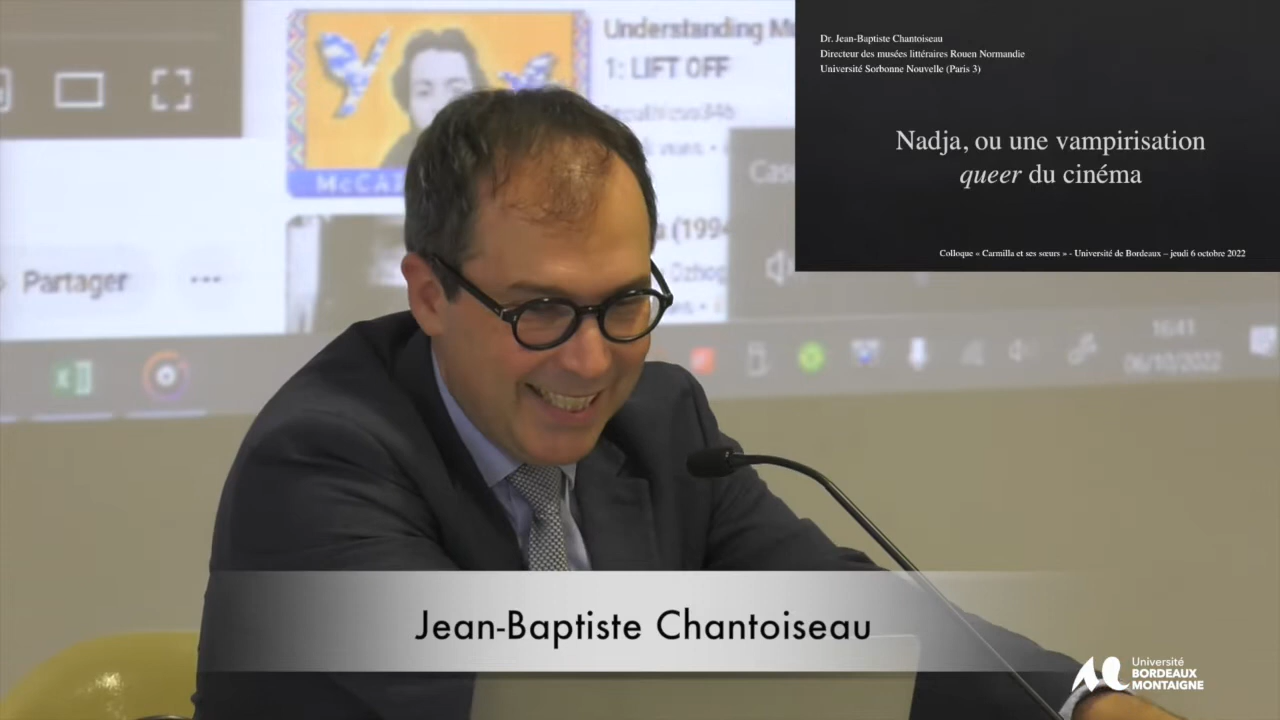 Understanding
1: LIFT OFF
Partager
16:41
06/10/2022
Dr. Jean-Baptiste Chantoiseau
Directeur des musées littéraires Rouen Normandie
Université Sorbonne Nouvelle (Paris 3)
Nadja, ou une vampirisation
queer du cinéma
Colloque « Carmilla et ses sœurs » - Université de Bordeaux – jeudi 6 octobre 2022
Jean-Baptiste Chantoiseau
Université
BORDEAUX
MONTAIGNE